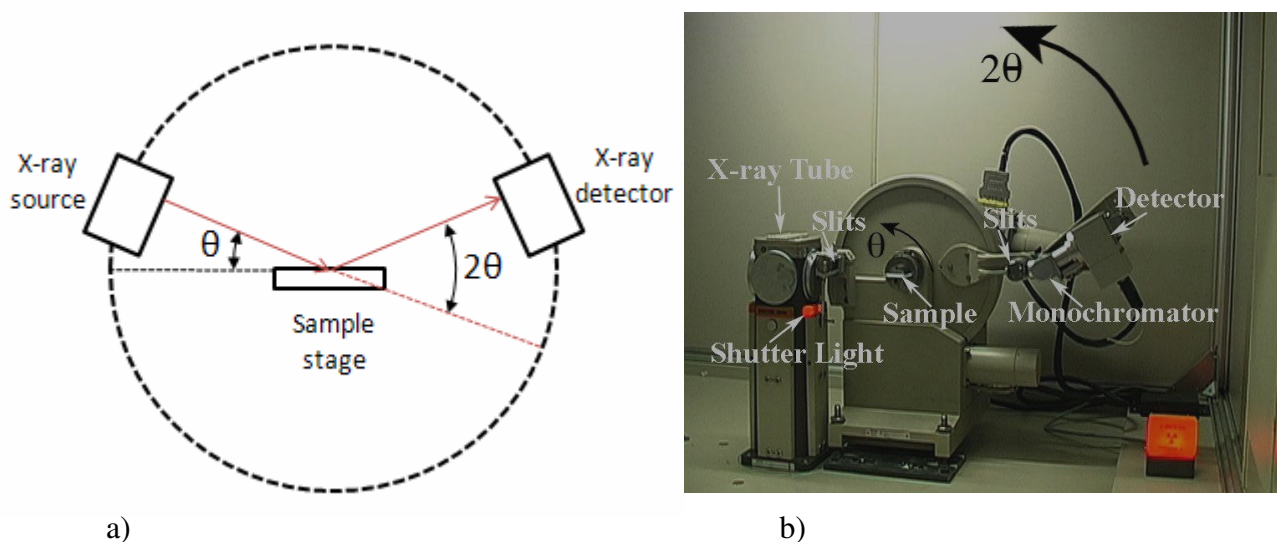 X-ray
source
θ
Sample
stage
2θ
X-ray
detector
a)
2θ
X-ray Tube
Slits
θ
Slits
Detector
Sample
Monochromator
Shutter Light
b)